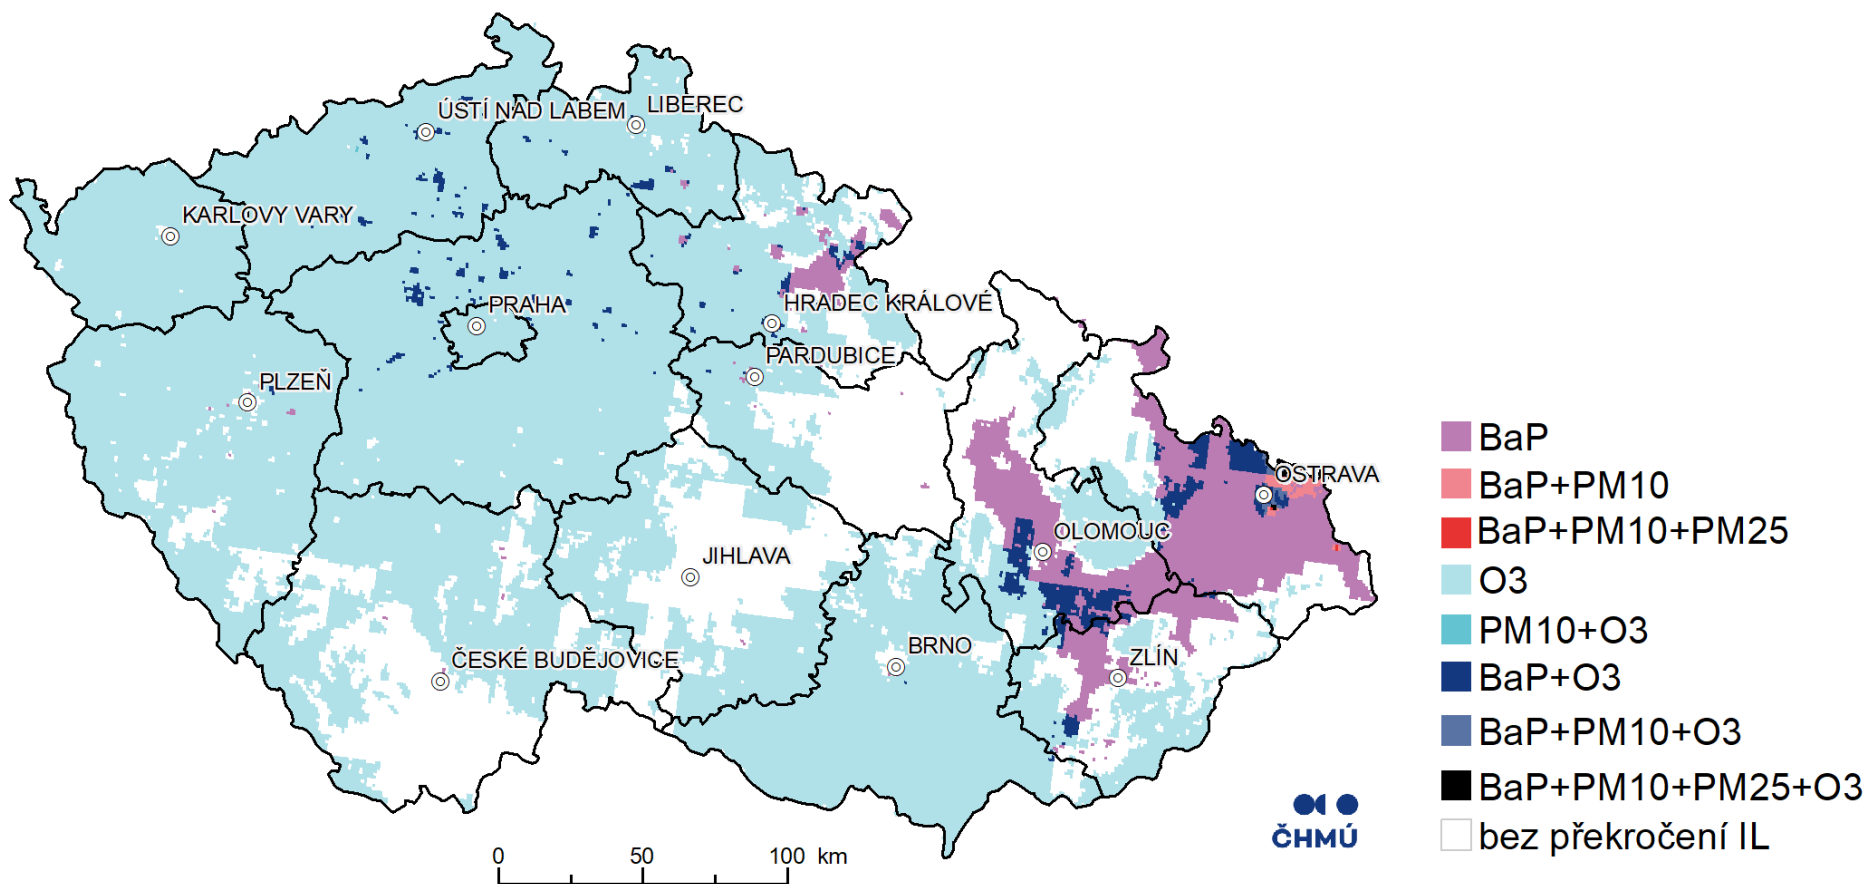 ÚSTÍ NAD LABEM
LIBEREC
KARLOVY VARY
PRAHA
HRADEC KRÁLOVÉ
PARDUBICE
PLZEŇ
OSTRAVA
OLOMOUC
JIHLAVA
ČESKÉ BUDĚJOVICE
BRNO
ZLÍN
BaP
BaP+PM10
BaP+PM10+PM25
O3
PM10+O3
BaP+O3
BaP+PM10+O3
BaP+PM10+PM25+O3
bez překročení IL
ČHMÚ
0 50 100 km